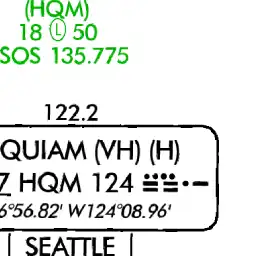 (HQM)
18 Ⓛ 50
SOS 135.775
122.2
QUIAM (VH) (H)
7 HQM 124
6°56.82' W124°08.96'
SEATTLE